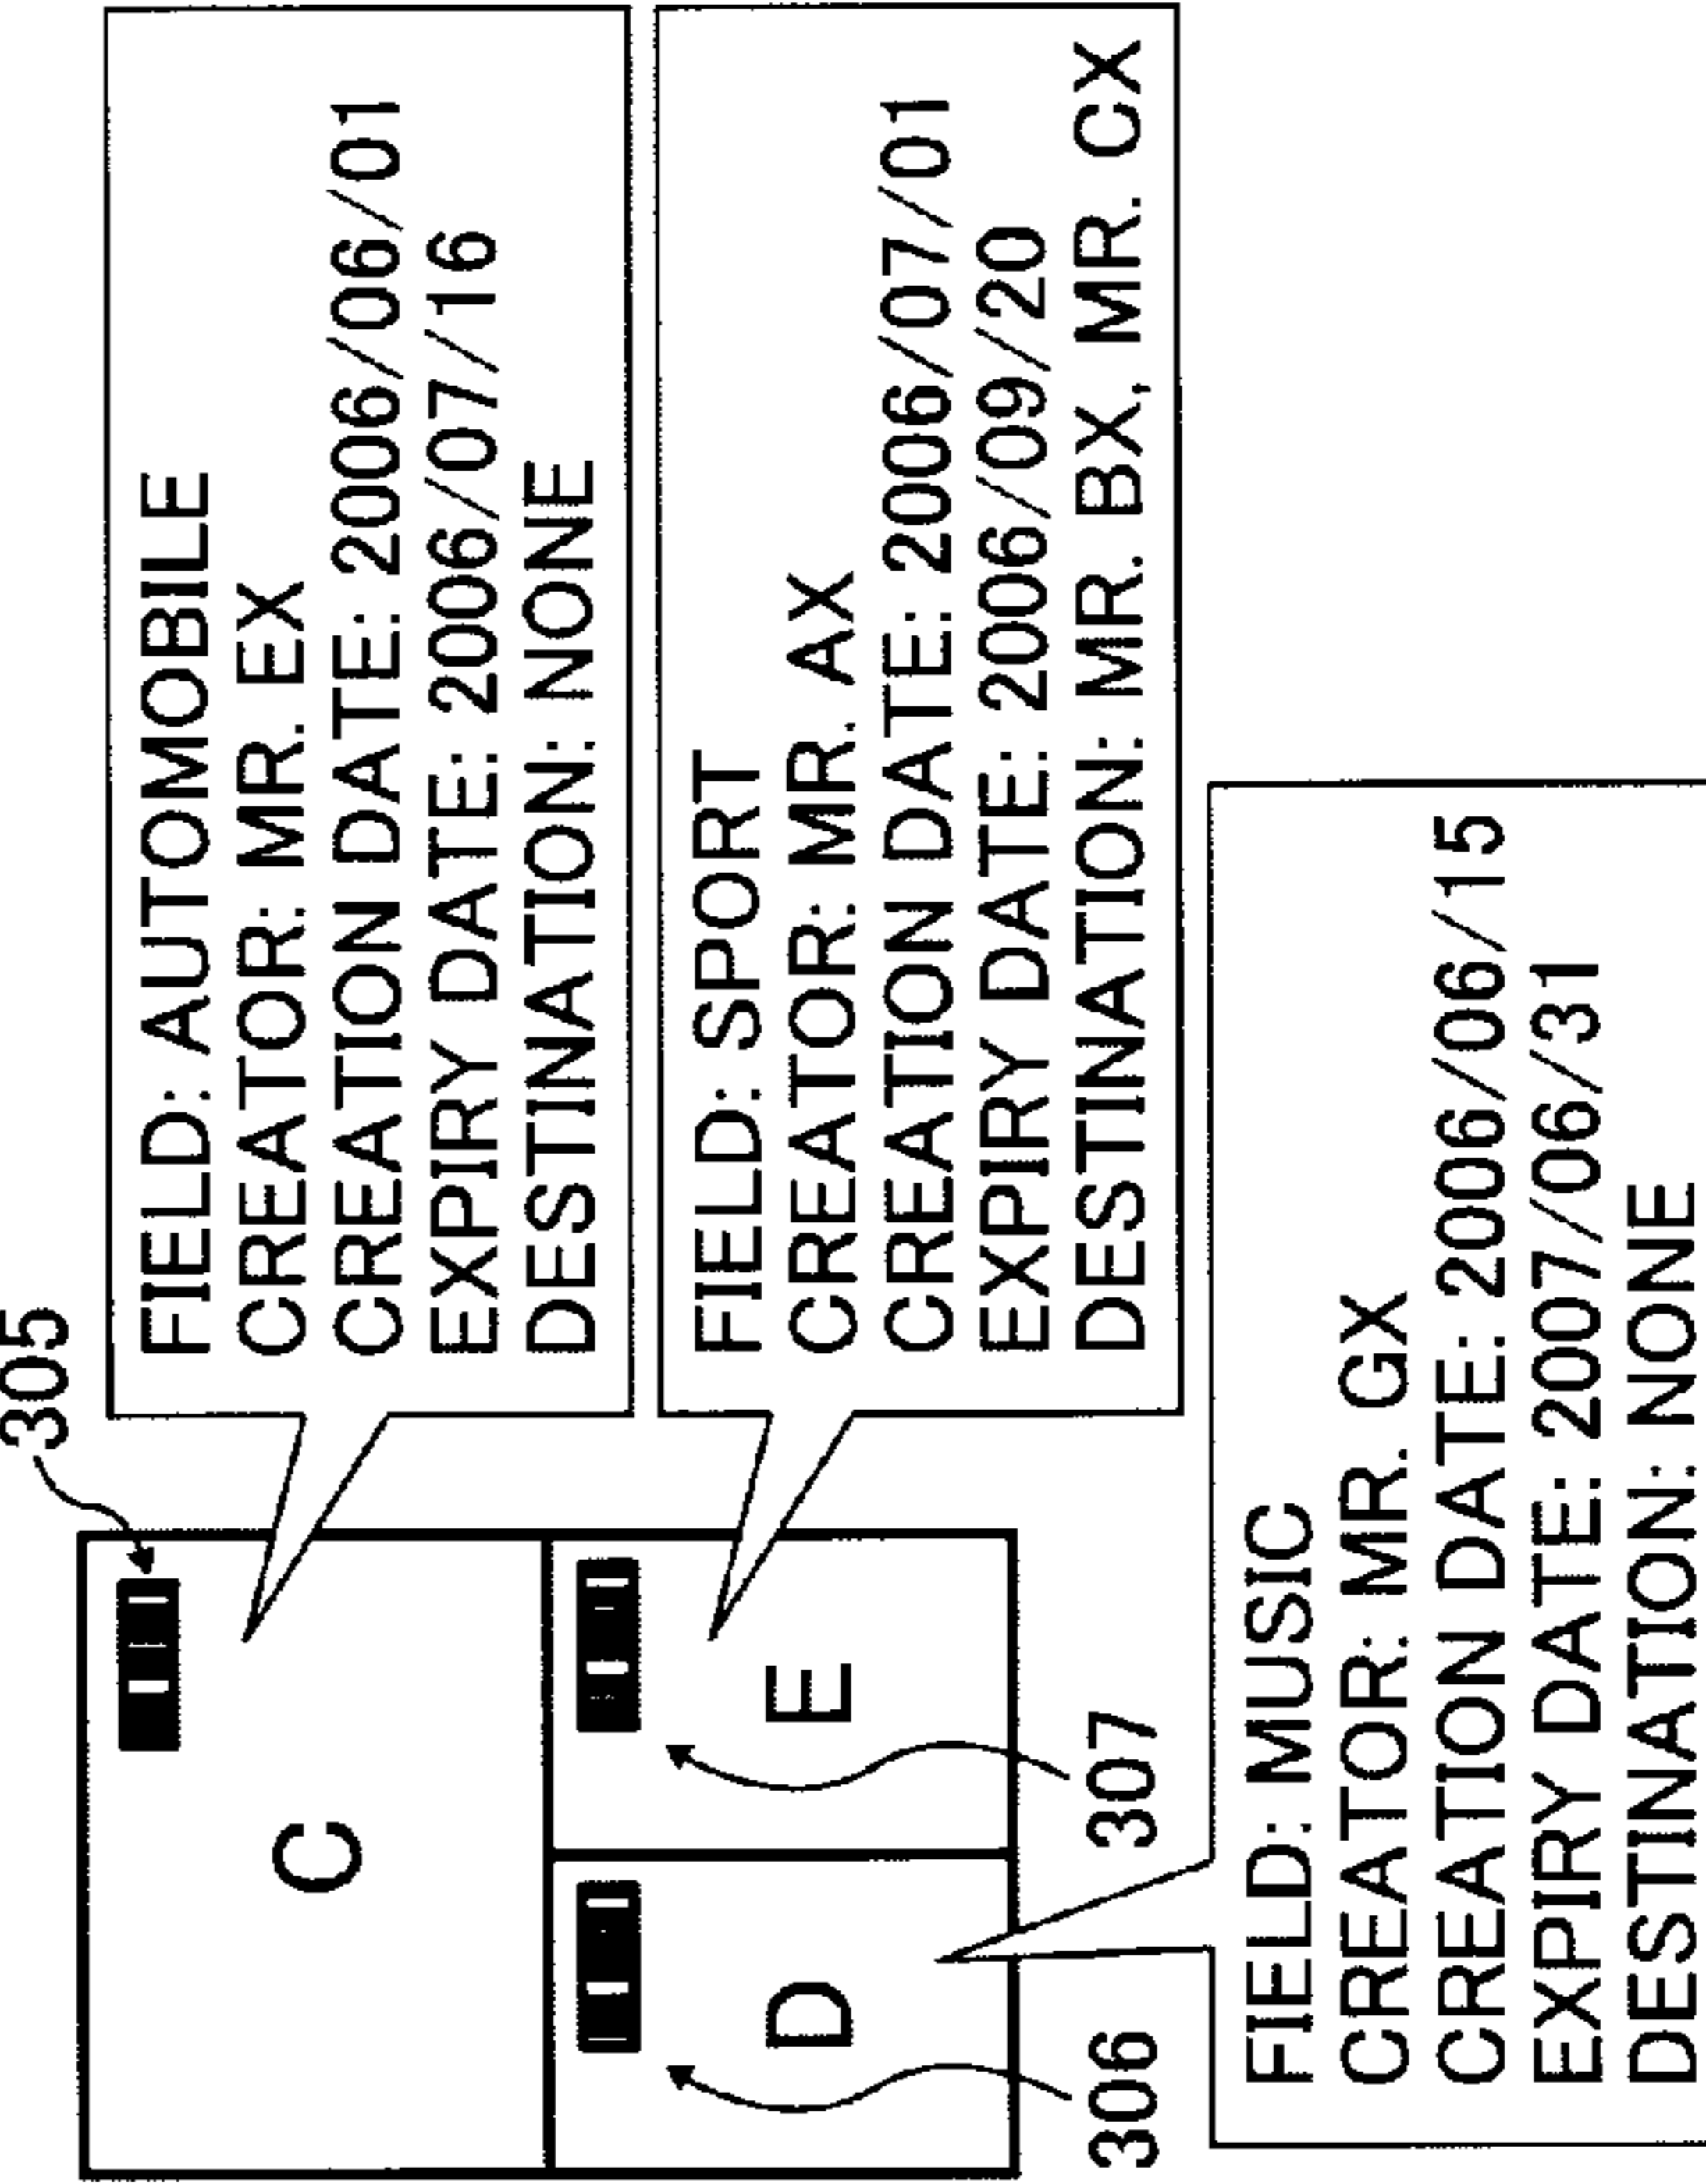 305
C
FIELD: AUTOMOBILE
CREATOR: MR. EX
CREATION DATE: 2006/06/01
EXPIRY DATE: 2006/07/16
DESTINATION: NONE
D
E
FIELD: SPORT
CREATOR: MR. AX
CREATION DATE: 2006/07/01
EXPIRY DATE: 2006/09/20
DESTINATION: MR. BX, MR. CX
306
307
FIELD: MUSIC
CREATOR: MR. GX
CREATION DATE: 2006/06/15
EXPIRY DATE: 2007/06/31
DESTINATION: NONE